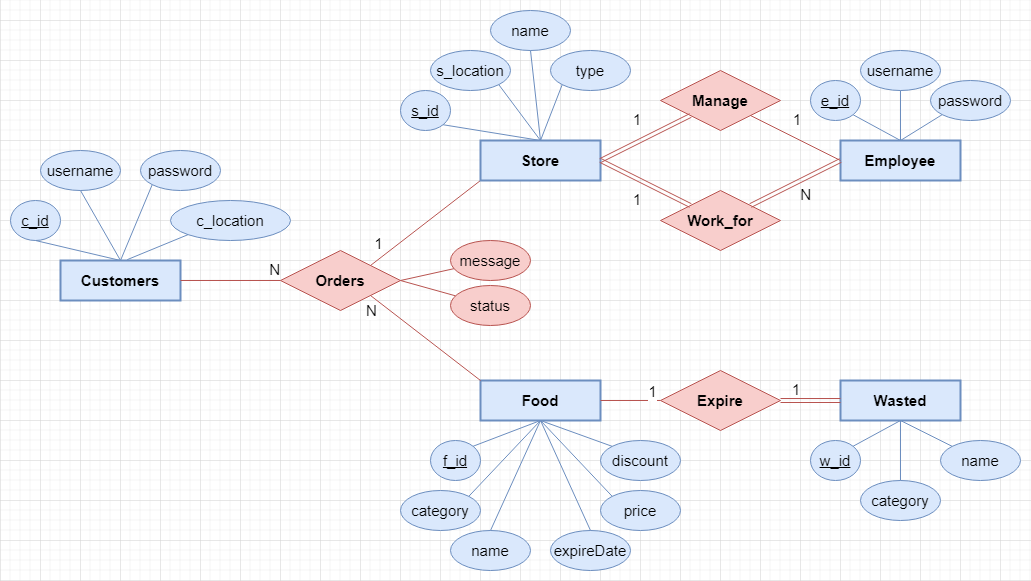 name
s_location
type
s_id
Store
Manage
1
1
username
e_id
password
Employee
1
Work_for
N
username
password
c_id
c_location
Customers
N
Orders
1
N
message
status
Food
1
Expire
1
Wasted
f_id
discount
category
price
name
expireDate
w_id
name
category